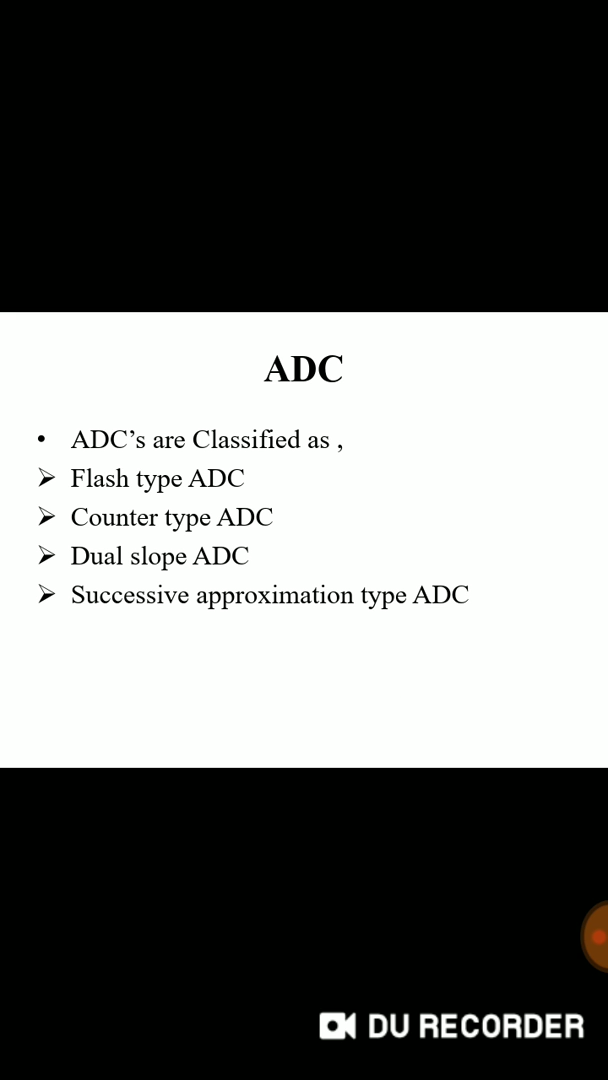 ADC
• ADC’s are Classified as ,
➢ Flash type ADC
➢ Counter type ADC
➢ Dual slope ADC
➢ Successive approximation type ADC
DU RECORDER